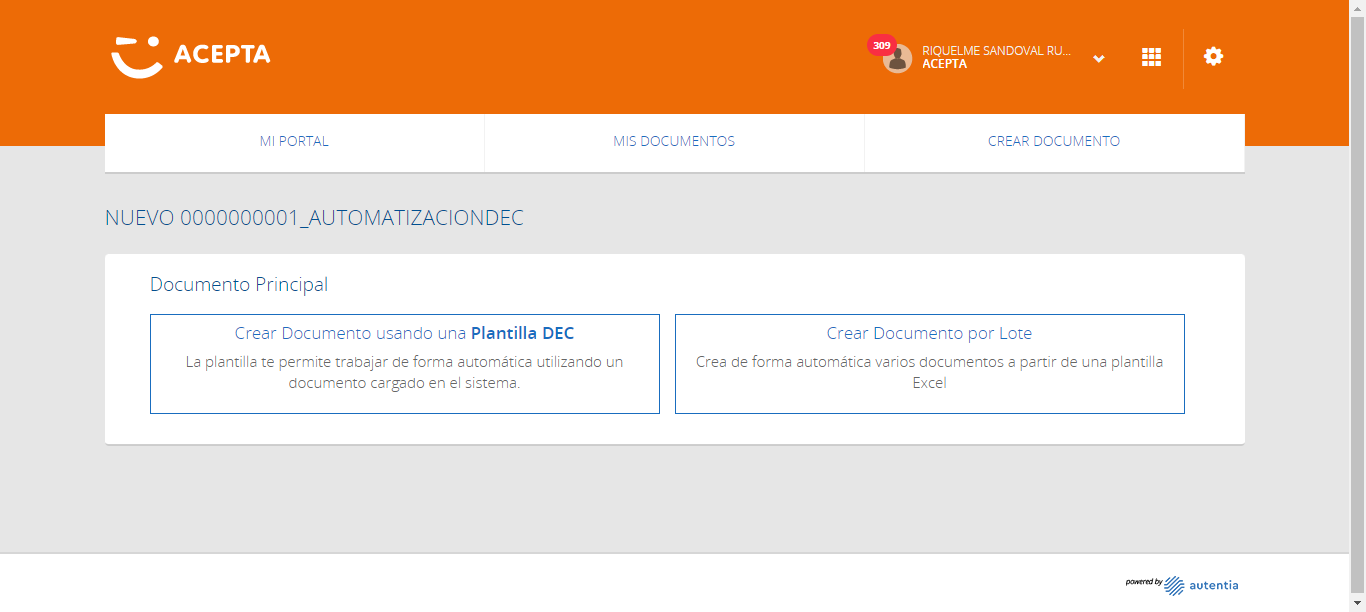 ACEPTA
309
RIQUELME SANDOVAL RU...
ACEPTA
MI PORTAL
MIS DOCUMENTOS
CREAR DOCUMENTO
NUEVO 0000000001_AUTOMATIZACIONDEC
Documento Principal
Crear Documento usando una Plantilla DEC
La plantilla te permite trabajar de forma automática utilizando un
documento cargado en el sistema.
Crear Documento por Lote
Crea de forma automática varios documentos a partir de una plantilla
Excel
powered by autentia